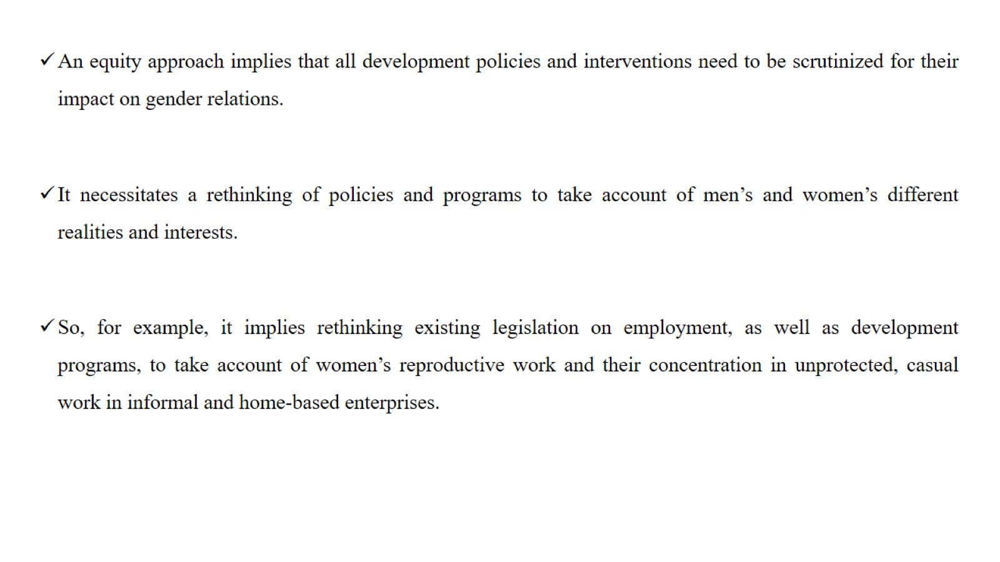 ✓ An equity approach implies that all development policies and interventions need to be scrutinized for their
impact on gender relations.
✓ It necessitates a rethinking of policies and programs to take account of men’s and women’s different
realities and interests.
✓ So, for example, it implies rethinking existing legislation on employment, as well as development
programs, to take account of women’s reproductive work and their concentration in unprotected, casual
work in informal and home-based enterprises.